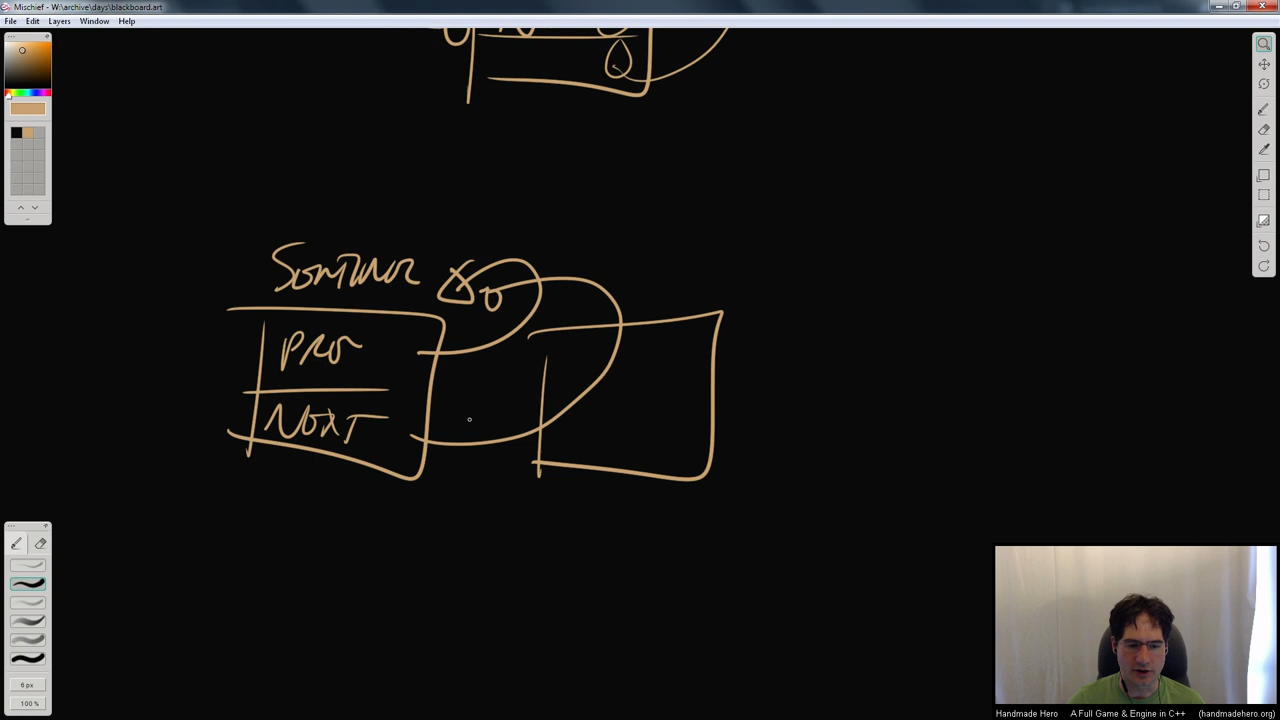 Mischief - W:\archive\days\blackboard.art
File Edit Layers Window Help
SENTINEL
PREV
NEXT
6 px
100 %
Handmade Hero A Full Game & Engine in C++ (handmadehero.org)